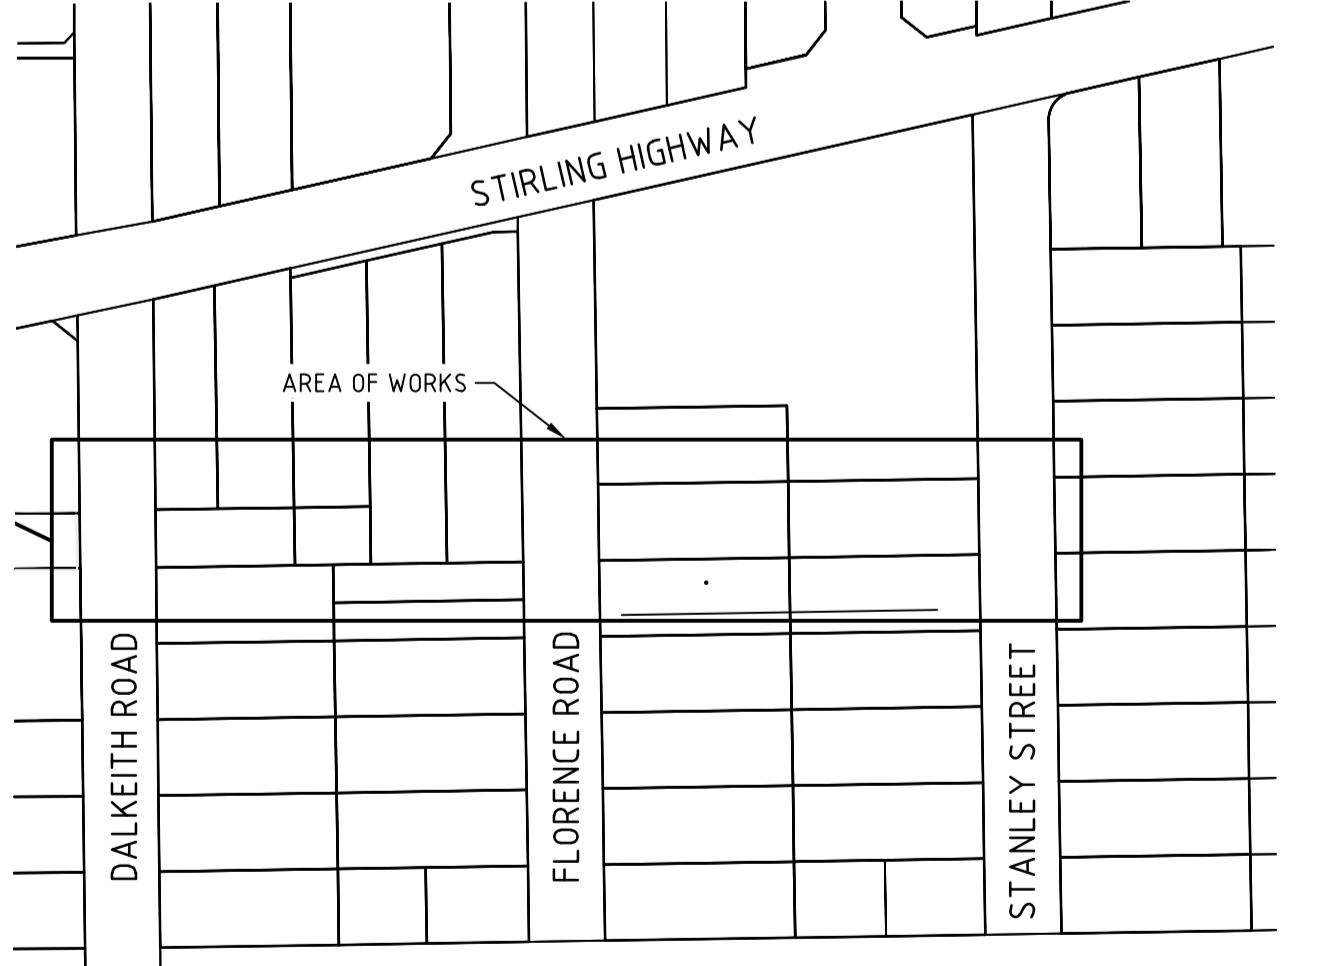 STIRLING HIGHWAY
AREA OF WORKS
DALKEITH ROAD
FLORENCE ROAD
STANLEY STREET